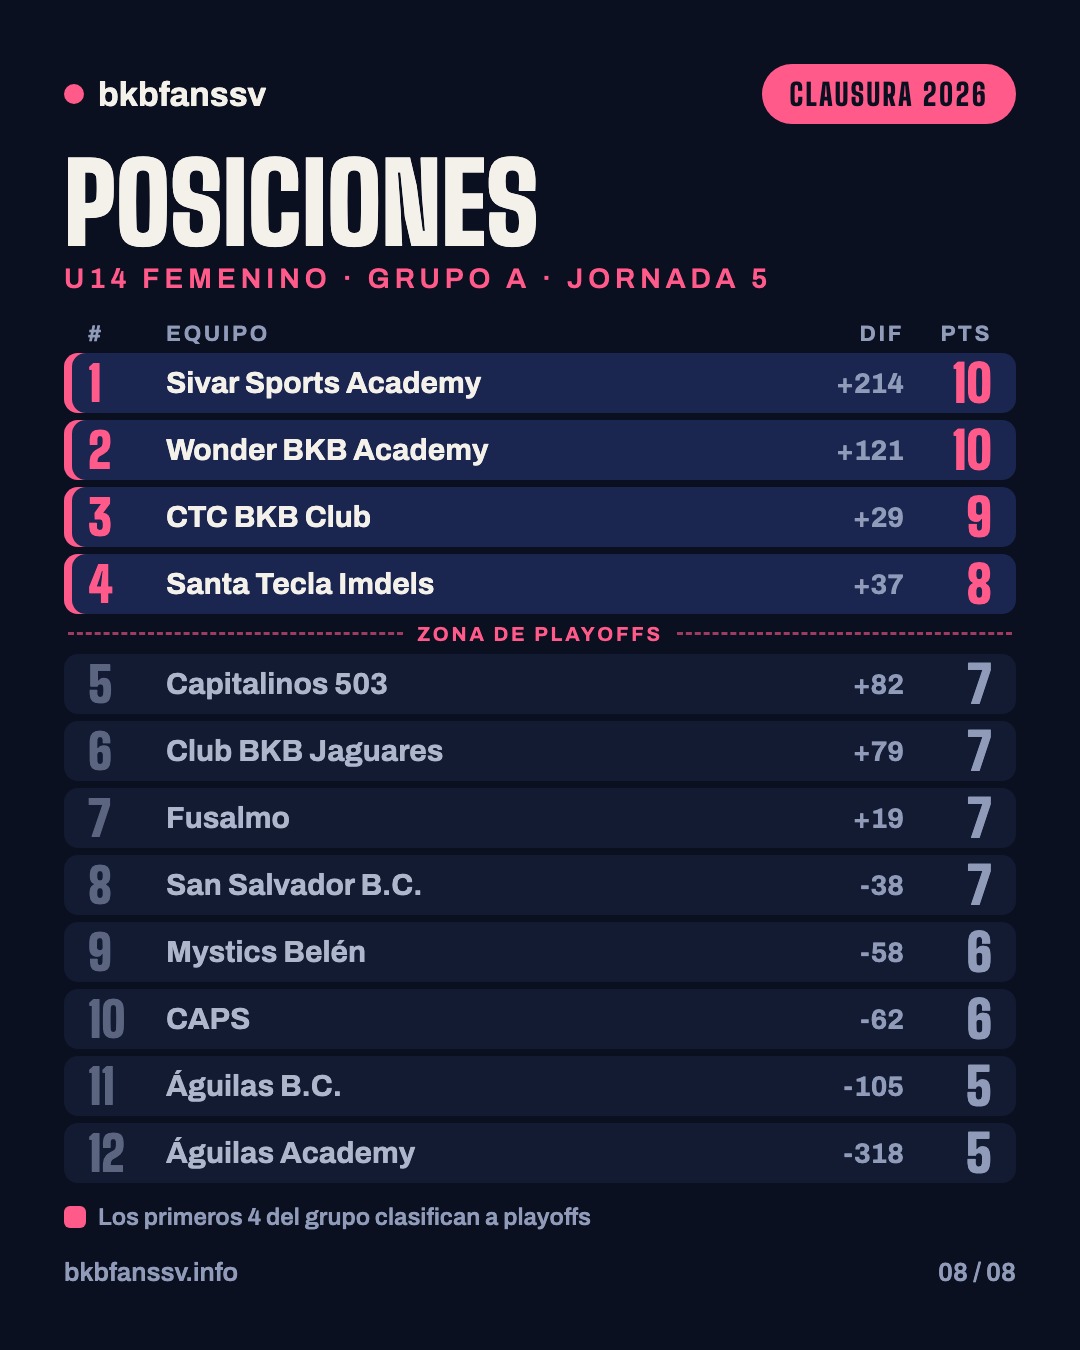 bkbfanssv
CLAUSURA 2026
POSICIONES
U14 FEMENINO · GRUPO A · JORNADA 5
# EQUIPO DIF PTS
1 Sivar Sports Academy +214 10
2 Wonder BKB Academy +121 10
3 CTC BKB Club +29 9
4 Santa Tecla Imdels +37 8
ZONA DE PLAYOFFS
5 Capitalinos 503 +82 7
6 Club BKB Jaguares +79 7
7 Fusalmo +19 7
8 San Salvador B.C. -38 7
9 Mystics Belén -58 6
10 CAPS -62 6
11 Águilas B.C. -105 5
12 Águilas Academy -318 5
Los primeros 4 del grupo clasifican a playoffs
bkbfanssv.info 08 / 08